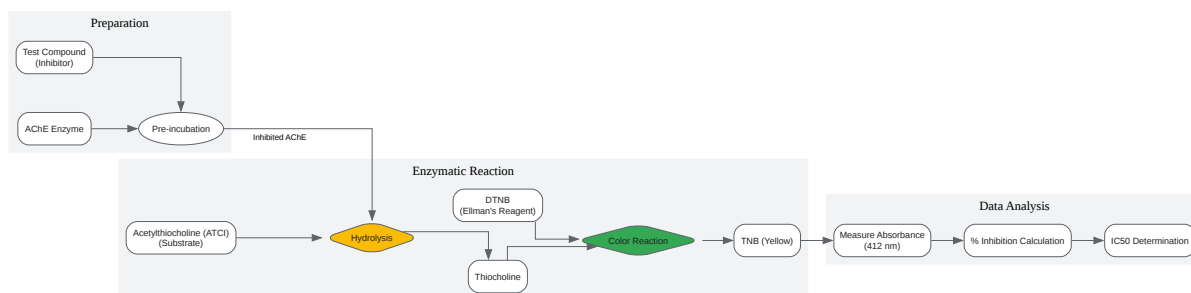 Preparation
Test Compound
(Inhibitor)
AChE Enzyme
Pre-incubation
Inhibited AChE
Enzymatic Reaction
DTNB
(Ellman's Reagent)
Acetylthiocholine (ATCI)
(Substrate)
Hydrolysis
Color Reaction
TNB (Yellow)
Thiocholine
Data Analysis
Measure Absorbance
(412 nm)
% Inhibition Calculation
IC50 Determination